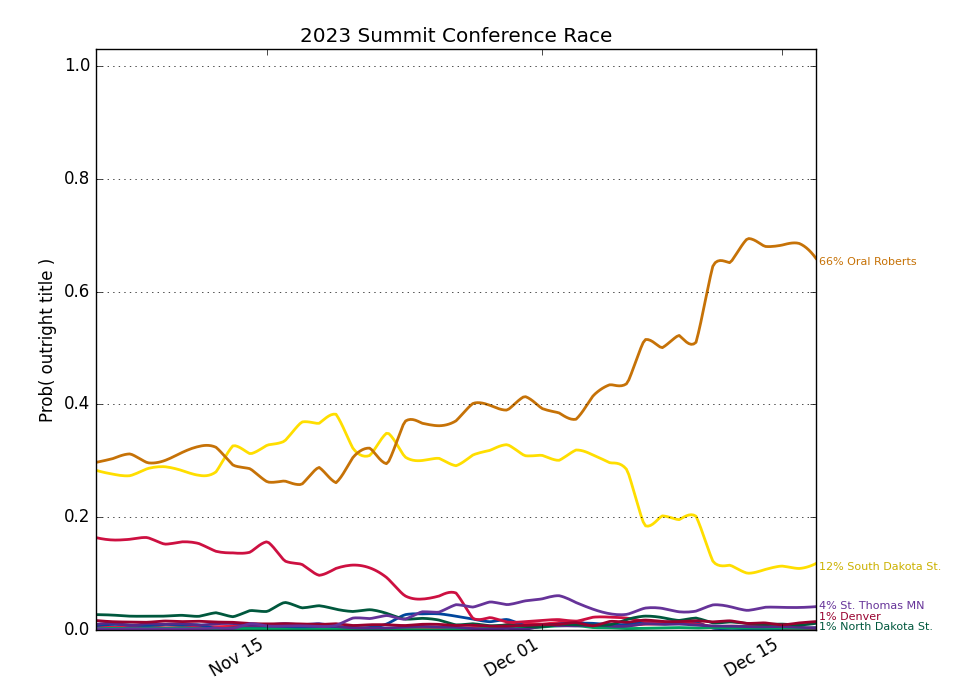 2023 Summit Conference Race
Prob( outright title )
1.0
0.8
0.6
0.4
0.2
0.0
66% Oral Roberts
12% South Dakota St.
4% St. Thomas MN
1% Denver
1% North Dakota St.
Nov 15
Dec 01
Dec 15